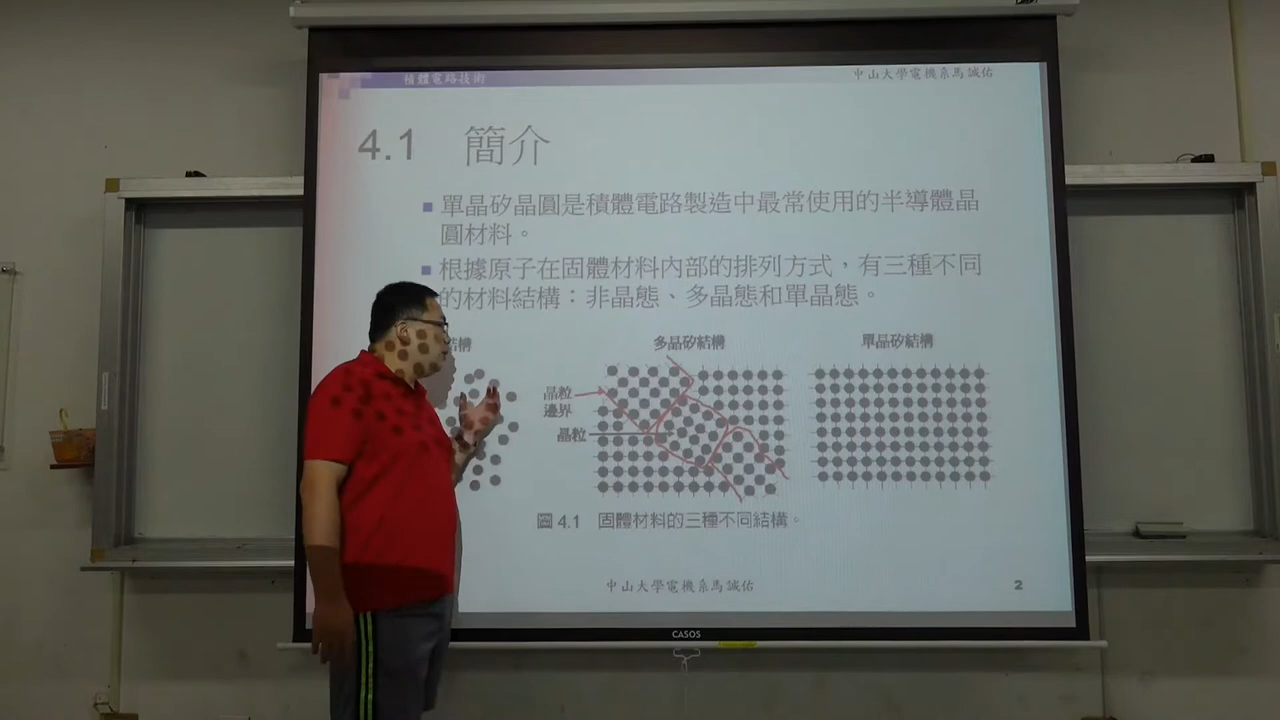 積體電路技術
中山大學電機系馬誠佑
4.1 簡介
單晶矽晶圓是積體電路製造中最常使用的半導體晶
圓材料。
根據原子在固體材料內部的排列方式，有三種不同
的材料結構：非晶態、多晶態和單晶態。
結構
多晶矽結構
單晶矽結構
晶粒
邊界
晶粒
圖 4.1 固體材料的三種不同結構。
中山大學電機系馬誠佑
2
CASOS